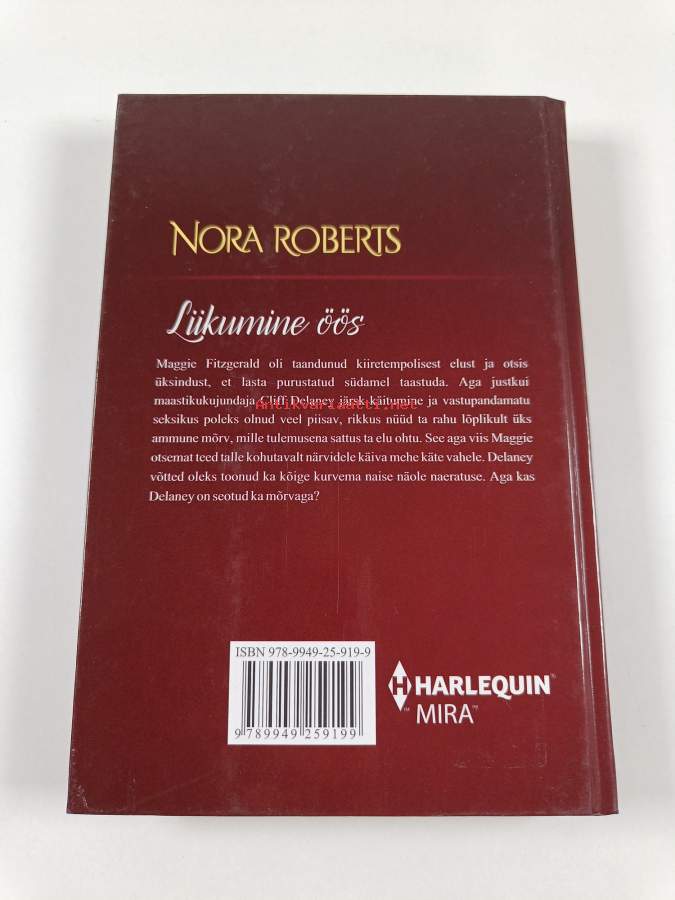 NORA ROBERTS
Liikumine öös
Maggie Fitzgerald oli taandunud kiiretempolisest elust ja otsis
üksindust, et lasta purustatud südamel taastuda. Aga justkui
maastikukujundaja Cliff Delaney järsk käitumine ja vastupandamatu
Antikvariaatti.net
seksikus poleks olnud veel piisav, rikkus nüüd ta rahu lõplikult üks
ammune mõrv, mille tulemusena sattus ta elu ohtu. See aga viis Maggie
otsemat teed talle kohutavalt närvidele käiva mehe käte vahele. Delaney
võtted oleks toonud ka kõige kurvema naise näole naeratuse. Aga kas
Delaney on seotud ka mõrvaga?
ISBN 978-9949-25-919-9
9 789949 259199
H HARLEQUIN®
™ MIRA™